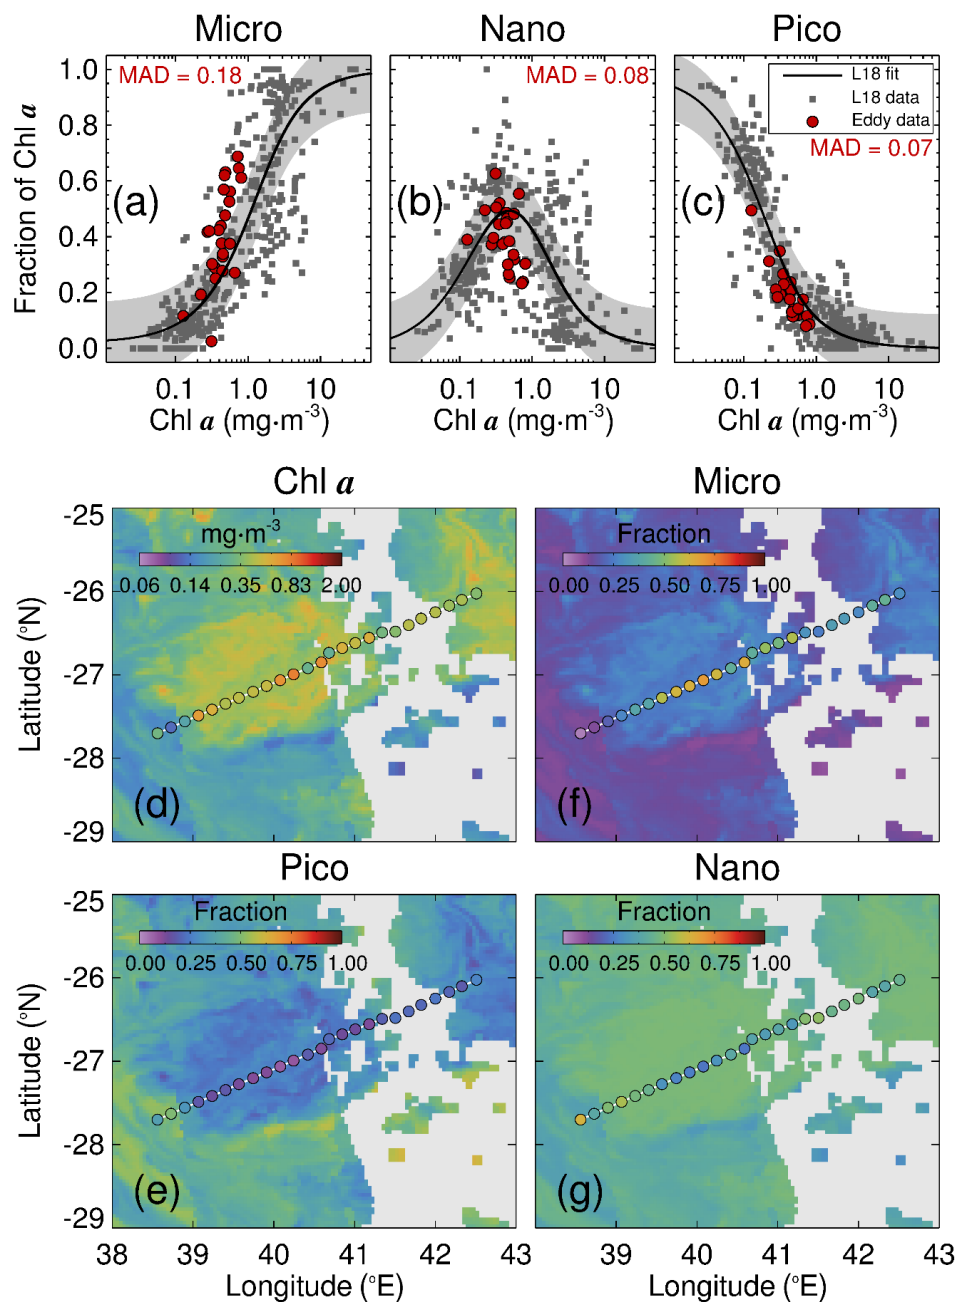 Micro Nano Pico
MAD = 0.18 MAD = 0.08 MAD = 0.07
L18 fit
L18 data
Eddy data
(a) (b) (c)
Fraction of Chl a
1.0
0.8
0.6
0.4
0.2
0.0
0.1 1.0 10 0.1 1.0 10 0.1 1.0 10
Chl a (mg·m-3) Chl a (mg·m-3) Chl a (mg·m-3)
Chl a Micro
mg·m-3 Fraction
0.06 0.14 0.35 0.83 2.00 0.00 0.25 0.50 0.75 1.00
-25
-26
-27
-28
-29
Latitude (°N)
(d) (f)
Pico Nano
Fraction Fraction
0.00 0.25 0.50 0.75 1.00 0.00 0.25 0.50 0.75 1.00
-25
-26
-27
-28
-29
Latitude (°N)
(e) (g)
38 39 40 41 42 43 39 40 41 42 43
Longitude (°E) Longitude (°E)